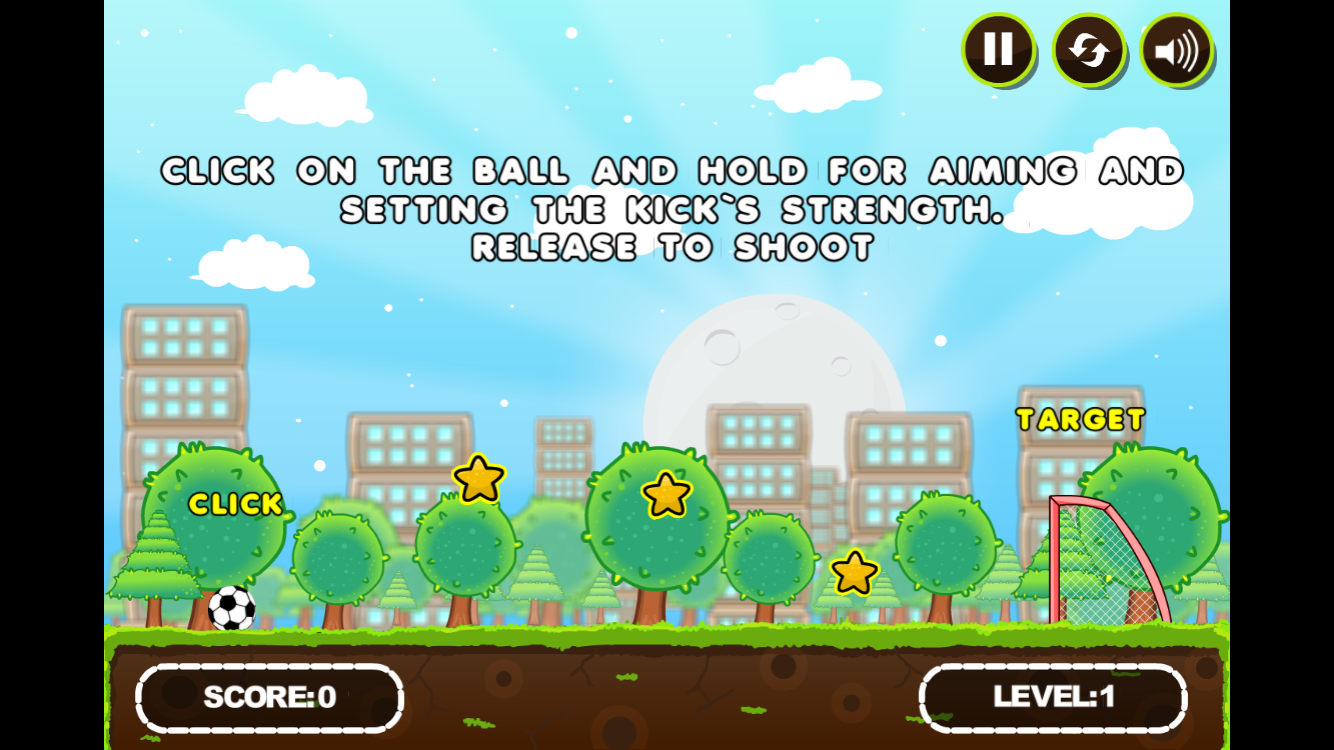 CLICK ON THE BALL AND HOLD FOR AIMING AND
SETTING THE KICK`S STRENGTH.
RELEASE TO SHOOT
TARGET
CLICK
SCORE:0
LEVEL:1